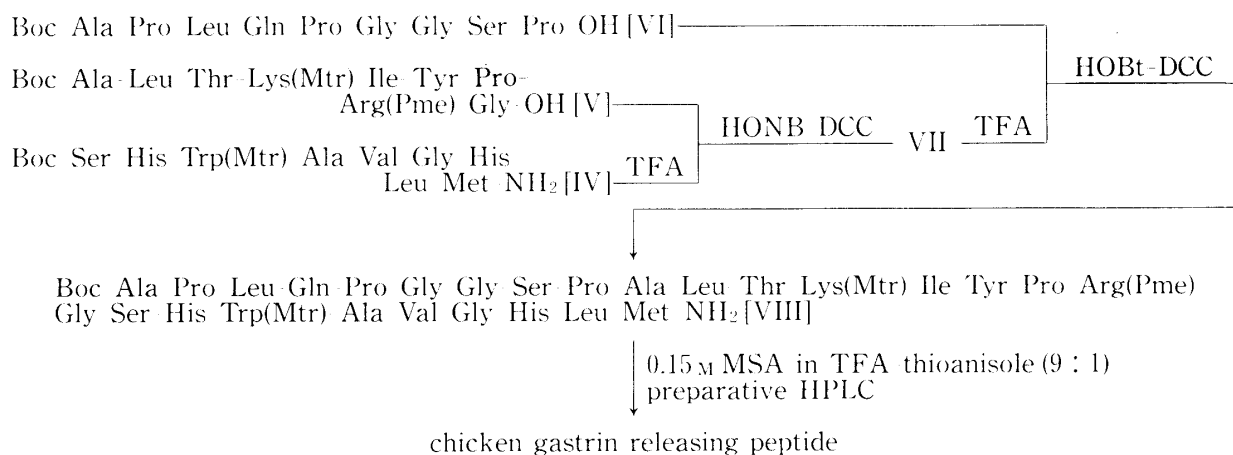 Boc Ala Pro Leu Gln Pro Gly Gly Ser Pro OH [VI]
HOBt-DCC
Boc Ala-Leu Thr-Lys(Mtr) Ile Tyr Pro-
Arg(Pme) Gly OH [V]
HONB DCC
VII
TFA
Boc Ser His Trp(Mtr) Ala Val Gly His
Leu Met NH₂ [IV]
TFA
Boc Ala Pro Leu Gln Pro Gly Gly Ser Pro Ala Leu Thr Lys(Mtr) Ile Tyr Pro Arg(Pme)
Gly Ser His Trp(Mtr) Ala Val Gly His Leu Met NH₂ [VIII]
0.15 M MSA in TFA thioanisole (9 : 1)
preparative HPLC
chicken gastrin releasing peptide